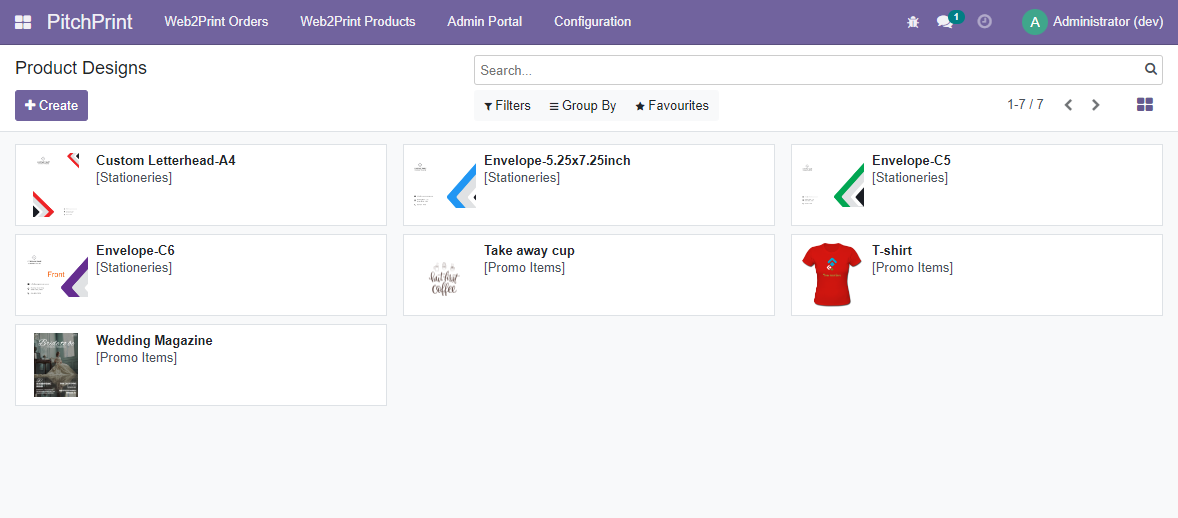 PitchPrint Web2Print Orders Web2Print Products Admin Portal Configuration 1 A Administrator (dev)
Product Designs
Search...
Create
Filters Group By Favourites
1-7 / 7
Custom Letterhead-A4
[Stationeries]
Envelope-5.25x7.25inch
[Stationeries]
Envelope-C5
[Stationeries]
Envelope-C6
[Stationeries]
Front
Take away cup
[Promo Items]
but first
coffee
T-shirt
[Promo Items]
Wedding Magazine
[Promo Items]